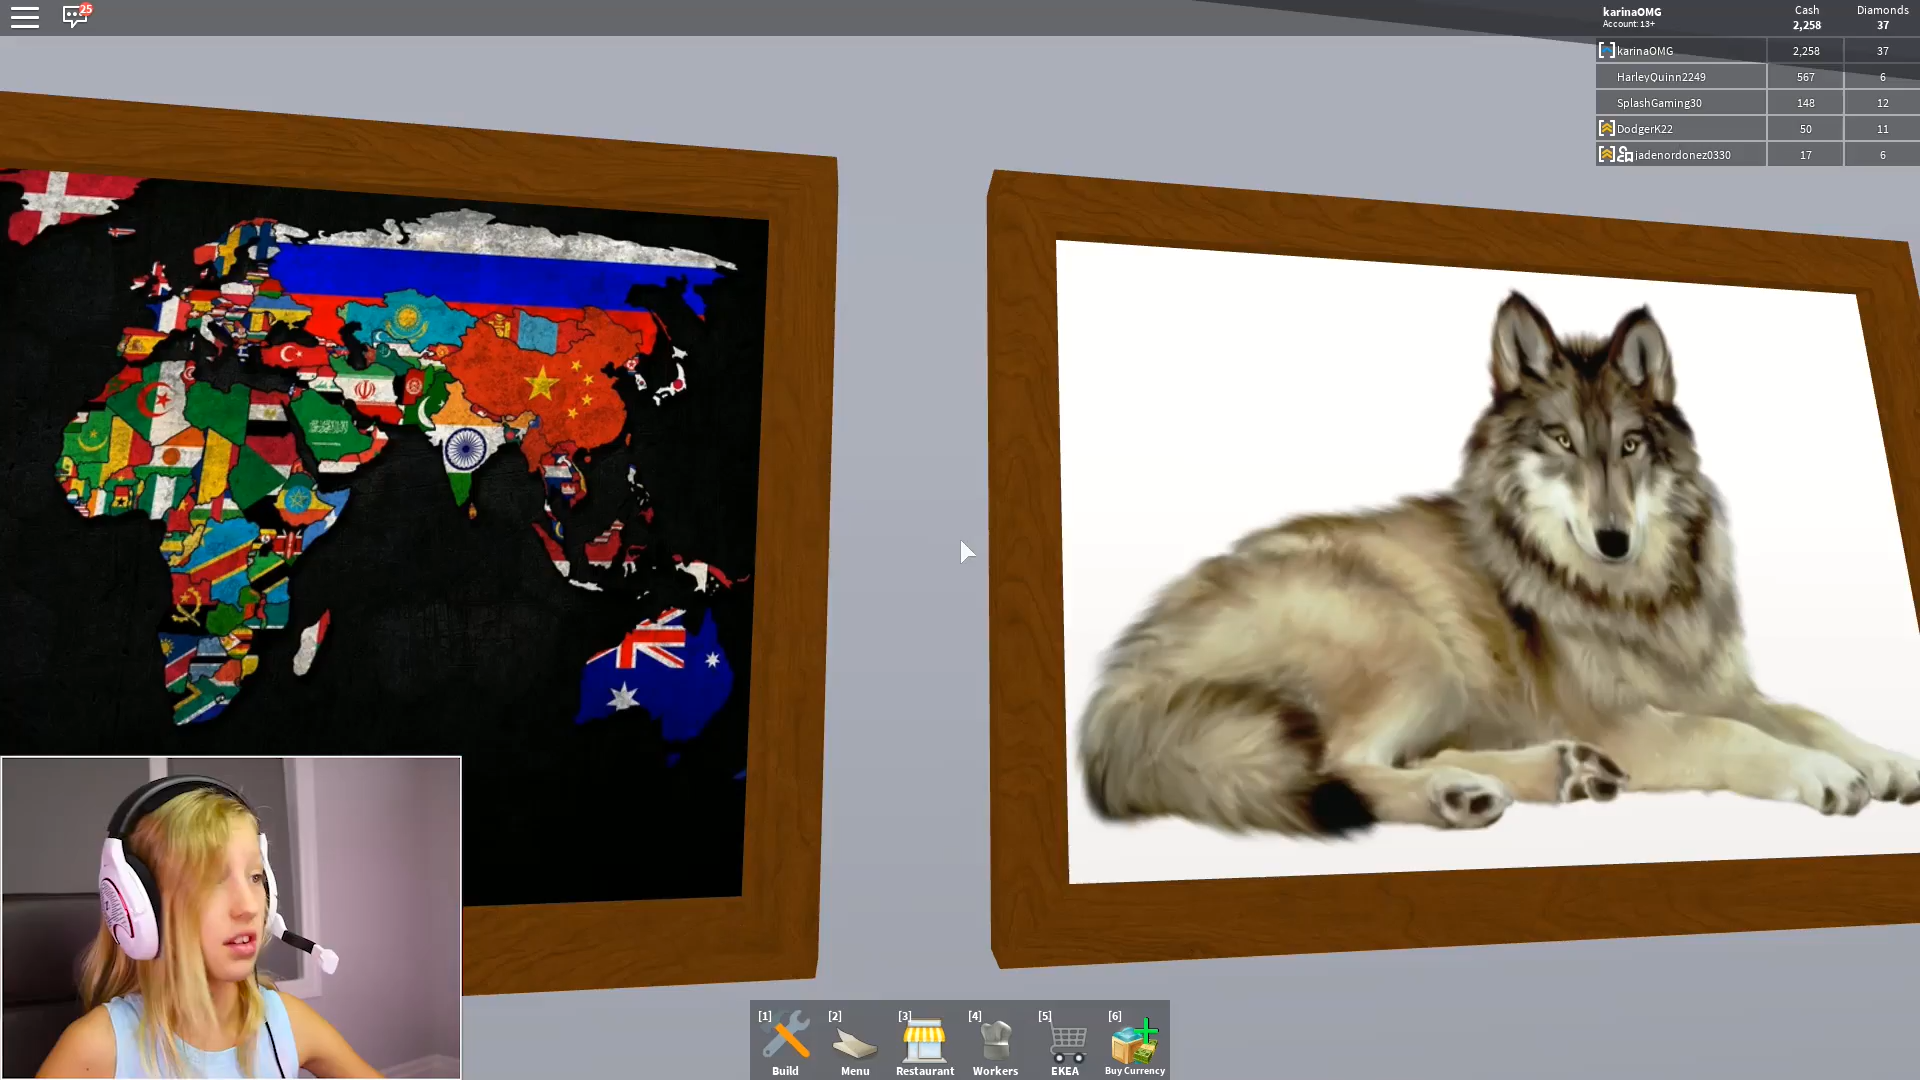 25
karinaOMG
Account: 13+
Cash
2,258
Diamonds
37
karinaOMG 2,258 37
HarleyQuinn2249 567 6
SplashGaming30 148 12
DodgerK22 50 11
jadenordonez0330 17 6
[1] [2] [3] [4] [5] [6]
Build Menu Restaurant Workers EKEA Buy Currency